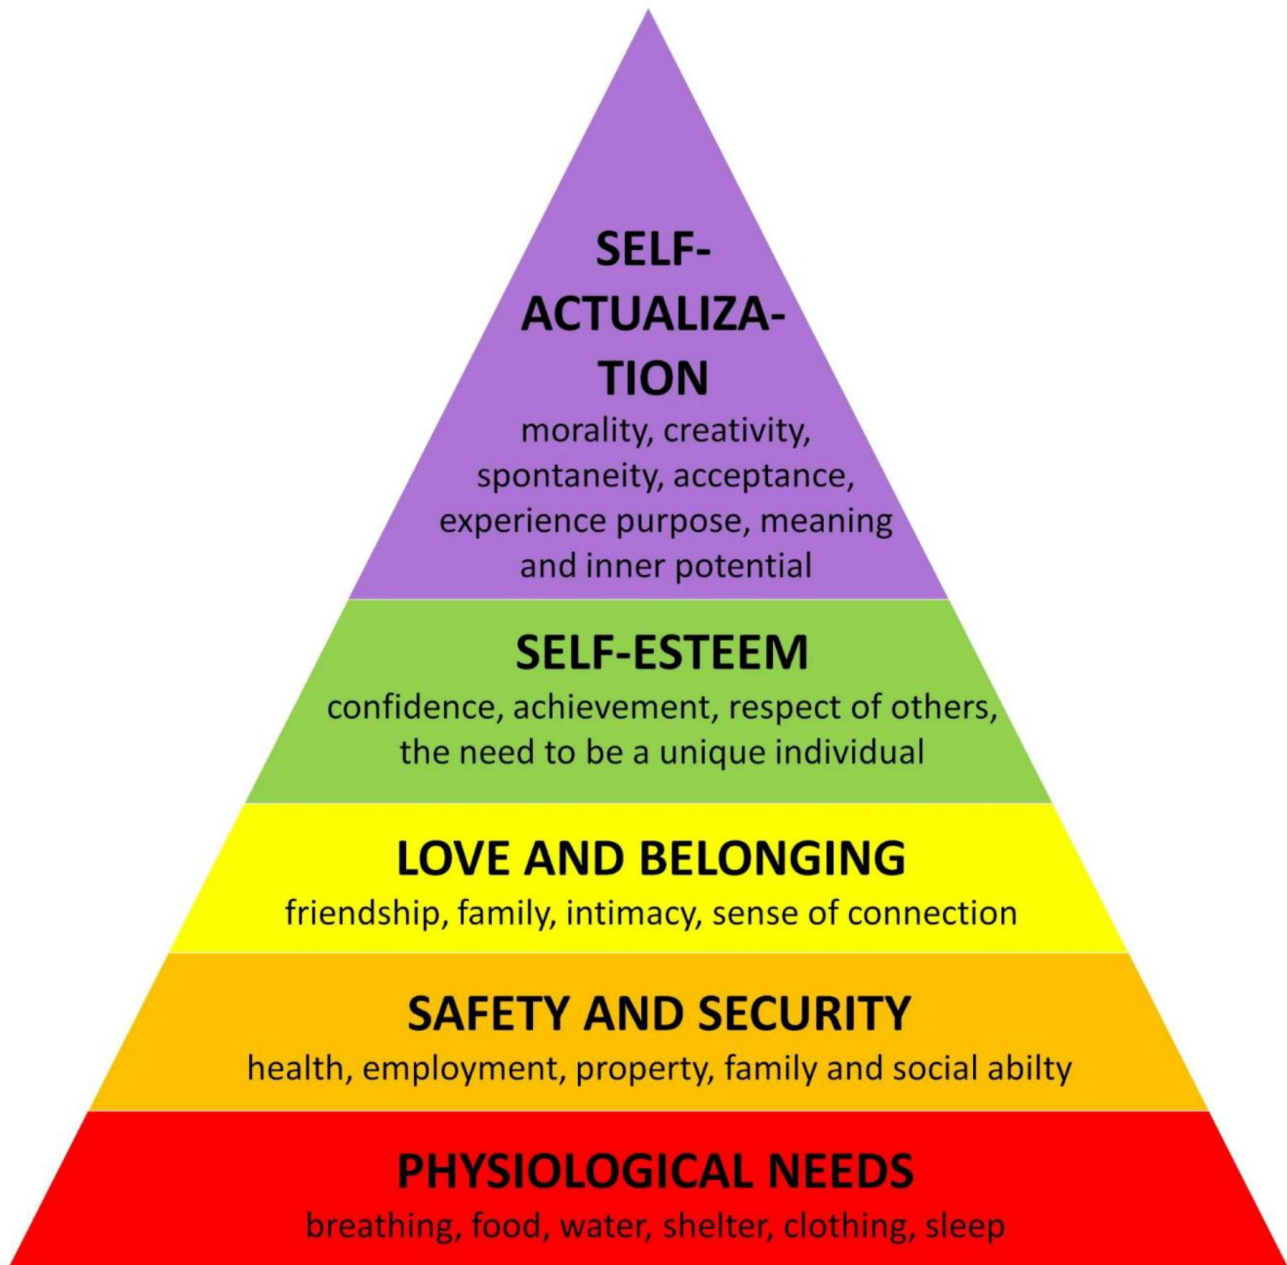 SELF-
ACTUALIZA-
TION
morality, creativity,
spontaneity, acceptance,
experience purpose, meaning
and inner potential
SELF-ESTEEM
confidence, achievement, respect of others,
the need to be a unique individual
LOVE AND BELONGING
friendship, family, intimacy, sense of connection
SAFETY AND SECURITY
health, employment, property, family and social abilty
PHYSIOLOGICAL NEEDS
breathing, food, water, shelter, clothing, sleep